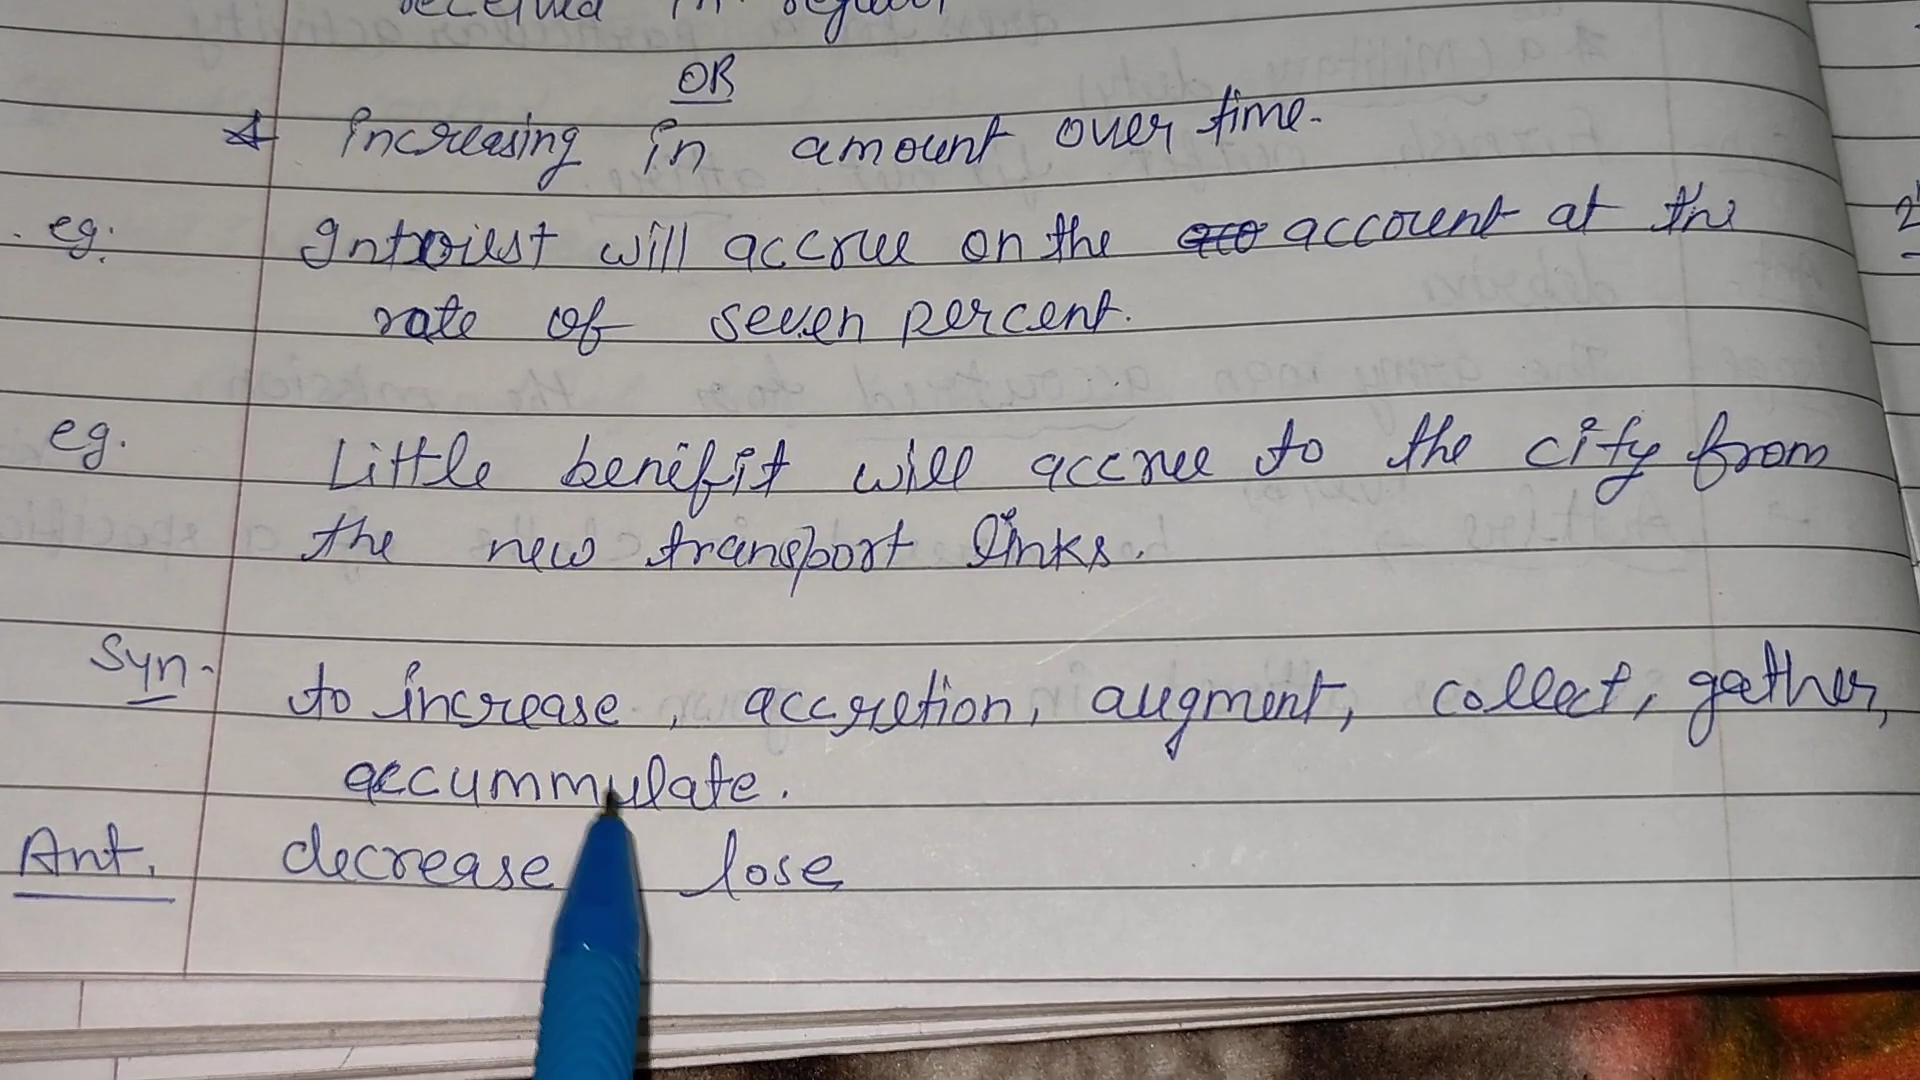 OR
increasing in amount over time.
eg. Interest will accrue on the account at the
rate of seven percent.
eg. Little benefit will accrue to the city from
the new transport links.
Syn. to increase, accretion, augment, collect, gather,
accummulate.
Ant. decrease lose